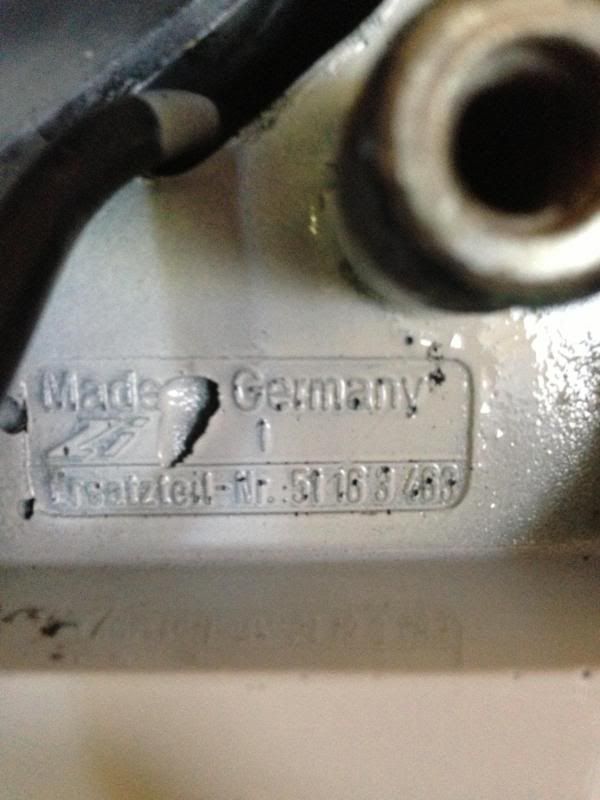 Made Germany
1
Ersatzteil-Nr. 51 16 3 463